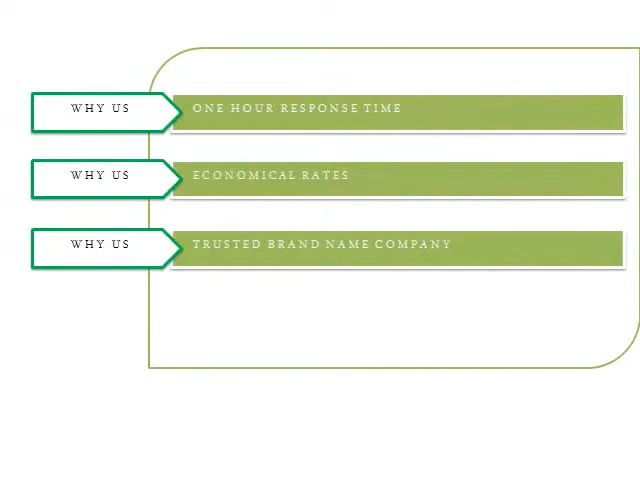 WHY US ONE HOUR RESPONSE TIME
WHY US ECONOMICAL RATES
WHY US TRUSTED BRAND NAME COMPANY